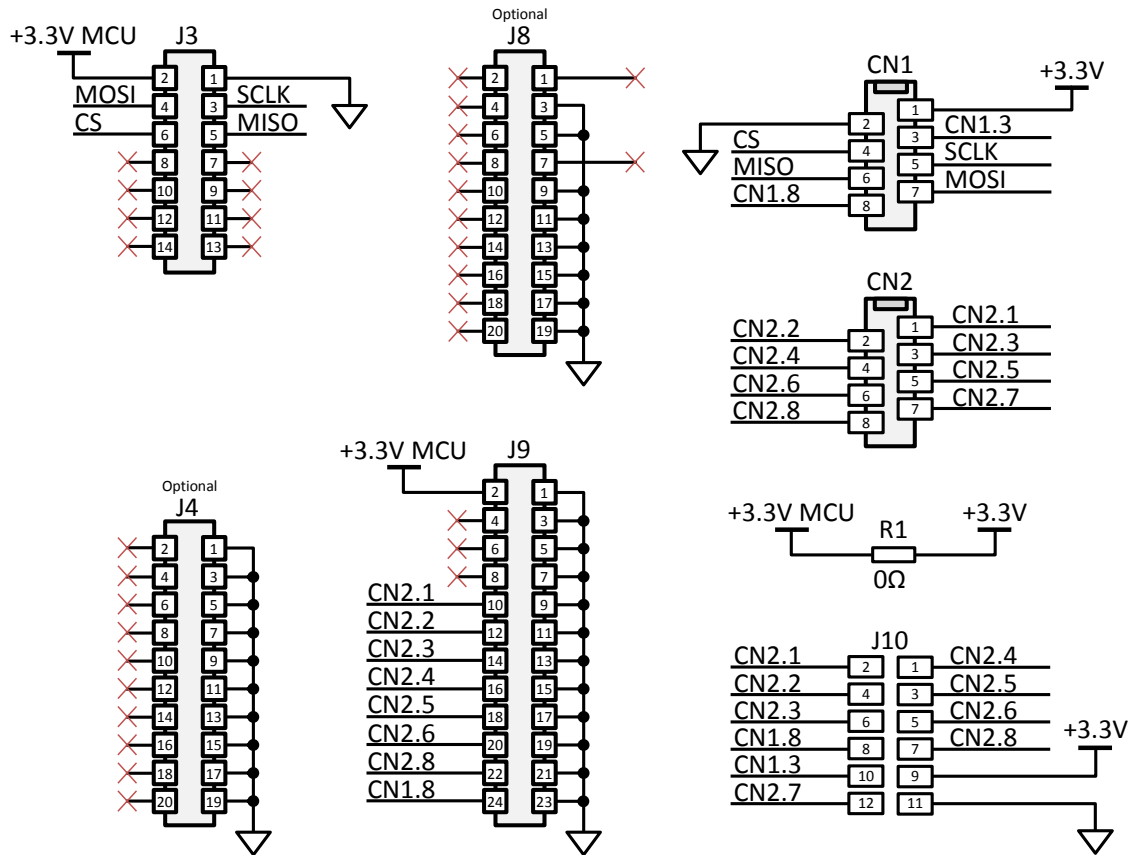 Optional
+3.3V MCU
J3
J8
2 1
MOSI 4 3 SCLK
CS 6 5 MISO
8 7
10 9
12 11
14 13
2 1
4 3
6 5
8 7
10 9
12 11
14 13
16 15
18 17
20 19
CN1
+3.3V
1
2
CN1.3
3
CS
4
SCLK
5
MISO
6
MOSI
7
CN1.8
8
CN2
CN2.1
1
CN2.2
2
CN2.3
3
CN2.4
4
CN2.5
5
CN2.6
6
CN2.7
7
CN2.8
8
Optional
J4
2 1
4 3
6 5
8 7
10 9
12 11
14 13
16 15
18 17
20 19
+3.3V MCU
J9
2 1
4 3
6 5
8 7
CN2.1 10 9
CN2.2 12 11
CN2.3 14 13
CN2.4 16 15
CN2.5 18 17
CN2.6 20 19
CN2.8 22 21
CN1.8 24 23
+3.3V MCU
R1
+3.3V
0Ω
J10
CN2.1 2 1 CN2.4
CN2.2 4 3 CN2.5
CN2.3 6 5 CN2.6
CN1.8 8 7 CN2.8
+3.3V
CN1.3 10 9
CN2.7 12 11